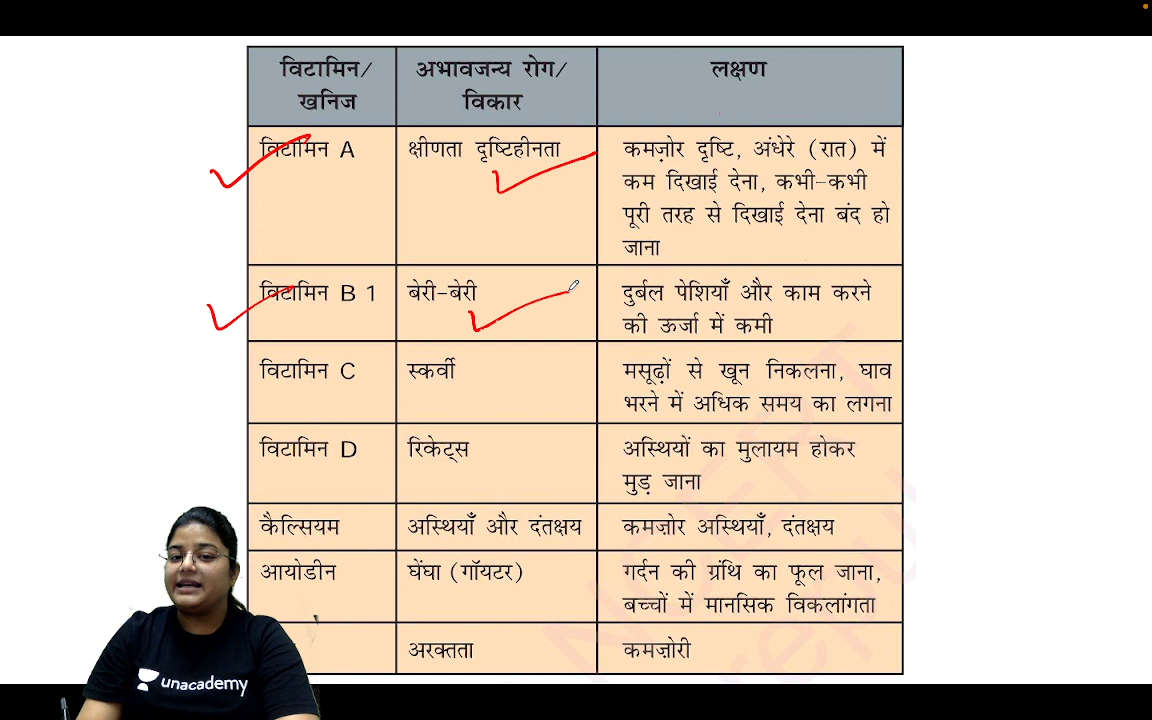 विटामिन/ खनिज
अभावजन्य रोग/ विकार
लक्षण
विटामिन A
क्षीणता दृष्टिहीनता
कमज़ोर दृष्टि, अंधेरे (रात) में
कम दिखाई देना, कभी-कभी
पूरी तरह से दिखाई देना बंद हो
जाना
विटामिन B 1
बेरी-बेरी
दुर्बल पेशियाँ और काम करने
की ऊर्जा में कमी
विटामिन C
स्कर्वी
मसूढ़ों से खून निकलना, घाव
भरने में अधिक समय का लगना
विटामिन D
रिकेट्स
अस्थियों का मुलायम होकर
मुड़ जाना
कैल्सियम
अस्थियाँ और दंतक्षय
कमज़ोर अस्थियाँ, दंतक्षय
आयोडीन
घेंघा (गॉयटर)
गर्दन की ग्रंथि का फूल जाना,
बच्चों में मानसिक विकलांगता
अरक्तता
कमज़ोरी
unacademy